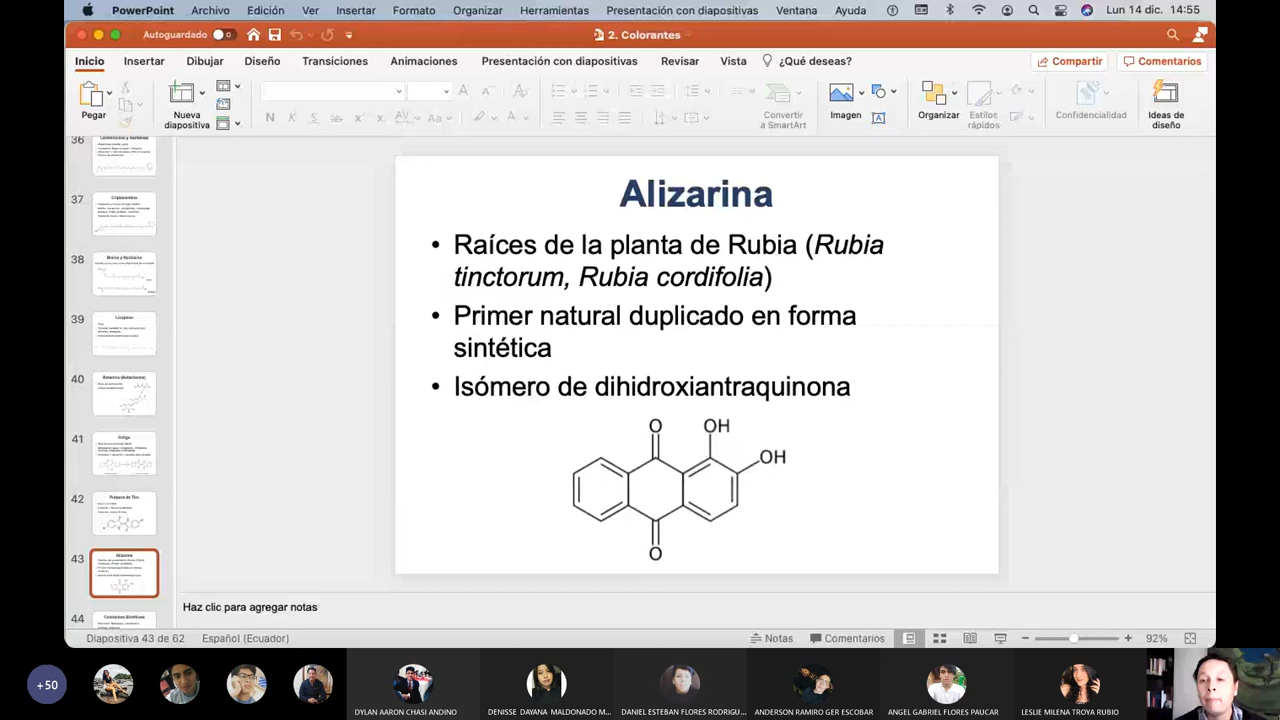 PowerPoint Archivo Edición Ver Insertar Formato Organizar Herramientas Presentación con diapositivas Ventana Ayuda Lun 14 dic. 14:55
Autoguardado 2. Colorantes
Inicio Insertar Dibujar Diseño Transiciones Animaciones Presentación con diapositivas Revisar Vista ¿Qué deseas? Compartir Comentarios
Pegar
Nueva
diapositiva
Convertir
a SmartArt
Imagen
Organizar
Estilos
rápidos
Confidencialidad
Ideas de
diseño
36
37
38
39
40
41
Índigo
42
Púrpura de Tiro
43
Alizarina
44
Alizarina
• Raíces de la planta de Rubia (Rubia
tinctorum, Rubia cordifolia)
• Primer natural duplicado en forma
sintética
• Isómero de dihidroxiantraquinona
O OH
OH
O
Haz clic para agregar notas
Diapositiva 43 de 62 Español (Ecuador) Notas Comentarios 92%
+50
DYLAN AARON CHASI ANDINO
DENISSE DAYANA MALDONADO M...
DANIEL ESTEBAN FLORES RODRIGU...
ANDERSON RAMIRO GER ESCOBAR
ANGEL GABRIEL FLORES PAUCAR
LESLIE MILENA TROYA RUBIO